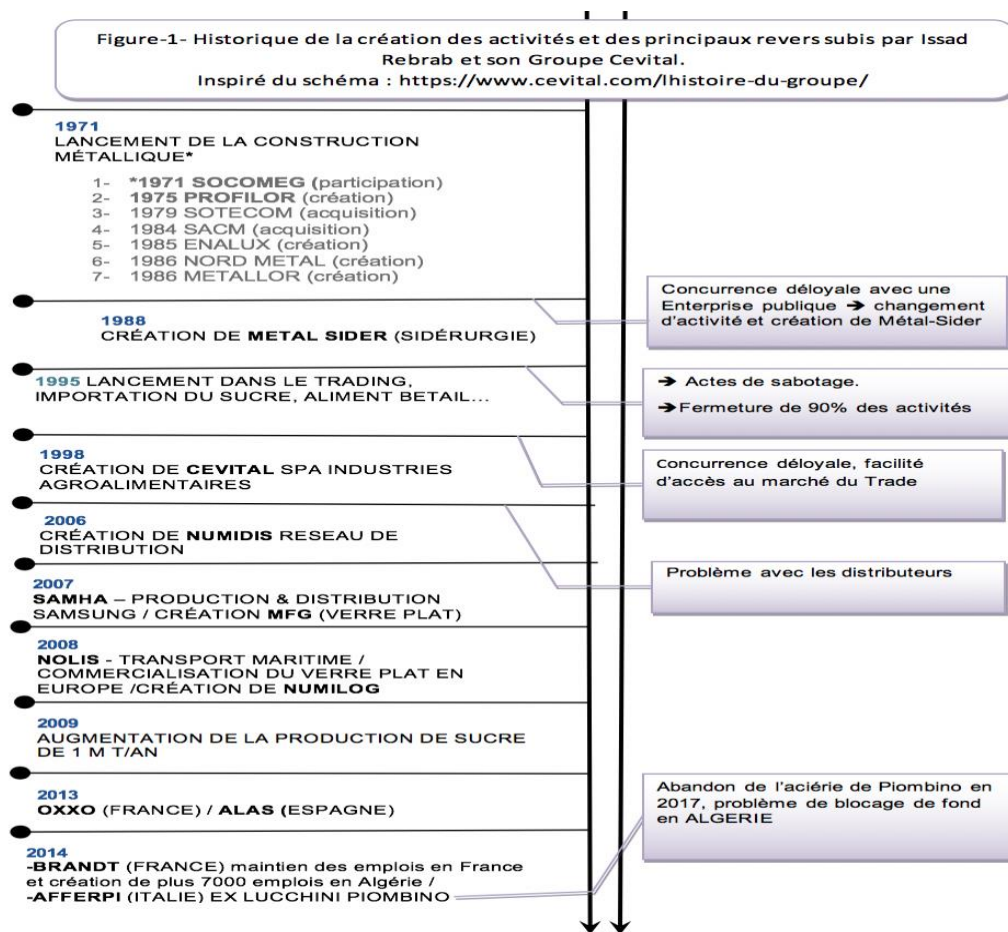 Figure-1- Historique de la création des activités et des principaux revers subis par Issad
Rebrab et son Groupe Cevital.
Inspiré du schéma : https://www.cevital.com/lhistoire-du-groupe/
1971
LANCEMENT DE LA CONSTRUCTION
MÉTALLIQUE*
1- *1971 SOCOMEG (participation)
2- 1975 PROFILOR (création)
3- 1979 SOTECOM (acquisition)
4- 1984 SACM (acquisition)
5- 1985 ENALUX (création)
6- 1986 NORD METAL (création)
7- 1986 METALLOR (création)
Concurrence déloyale avec une
Enterprise publique ➔ changement
d'activité et création de Métal-Sider
1988
CRÉATION DE METAL SIDER (SIDÉRURGIE)
➔ Actes de sabotage.
➔Fermeture de 90% des activités
1995 LANCEMENT DANS LE TRADING,
IMPORTATION DU SUCRE, ALIMENT BETAIL...
Concurrence déloyale, facilité
d'accès au marché du Trade
1998
CRÉATION DE CEVITAL SPA INDUSTRIES
AGROALIMENTAIRES
2006
CRÉATION DE NUMIDIS RESEAU DE
DISTRIBUTION
Problème avec les distributeurs
2007
SAMHA – PRODUCTION & DISTRIBUTION
SAMSUNG / CRÉATION MFG (VERRE PLAT)
2008
NOLIS - TRANSPORT MARITIME /
COMMERCIALISATION DU VERRE PLAT EN
EUROPE /CRÉATION DE NUMILOG
2009
AUGMENTATION DE LA PRODUCTION DE SUCRE
DE 1 M T/AN
2013
OXXO (FRANCE) / ALAS (ESPAGNE)
Abandon de l'aciérie de Piombino en
2017, problème de blocage de fond
en ALGERIE
2014
-BRANDT (FRANCE) maintien des emplois en France
et création de plus 7000 emplois en Algérie /
-AFFERPI (ITALIE) EX LUCCHINI PIOMBINO